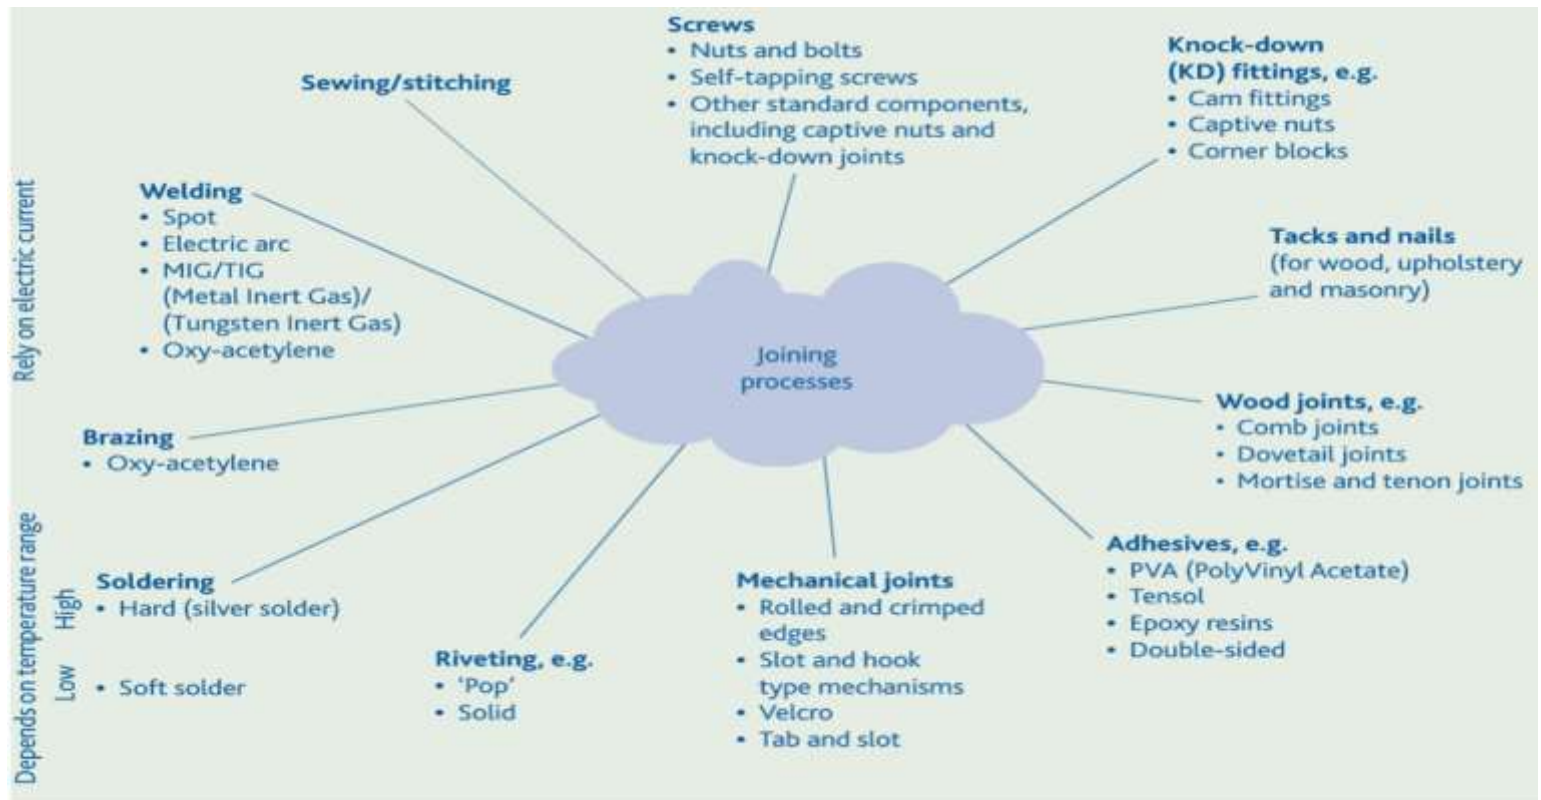 Screws
• Nuts and bolts
• Self-tapping screws
• Other standard components,
including captive nuts and
knock-down joints
Knock-down
(KD) fittings, e.g.
• Cam fittings
• Captive nuts
• Corner blocks
Sewing/stitching
Welding
• Spot
• Electric arc
• MIG/TIG
(Metal Inert Gas)/
(Tungsten Inert Gas)
• Oxy-acetylene
Rely on electric current
Tacks and nails
(for wood, upholstery
and masonry)
Joining
processes
Wood joints, e.g.
• Comb joints
• Dovetail joints
• Mortise and tenon joints
Brazing
• Oxy-acetylene
Depends on temperature range
High
Low
Soldering
• Hard (silver solder)
• Soft solder
Riveting, e.g.
• ‘Pop’
• Solid
Mechanical joints
• Rolled and crimped
edges
• Slot and hook
type mechanisms
• Velcro
• Tab and slot
Adhesives, e.g.
• PVA (PolyVinyl Acetate)
• Tensol
• Epoxy resins
• Double-sided